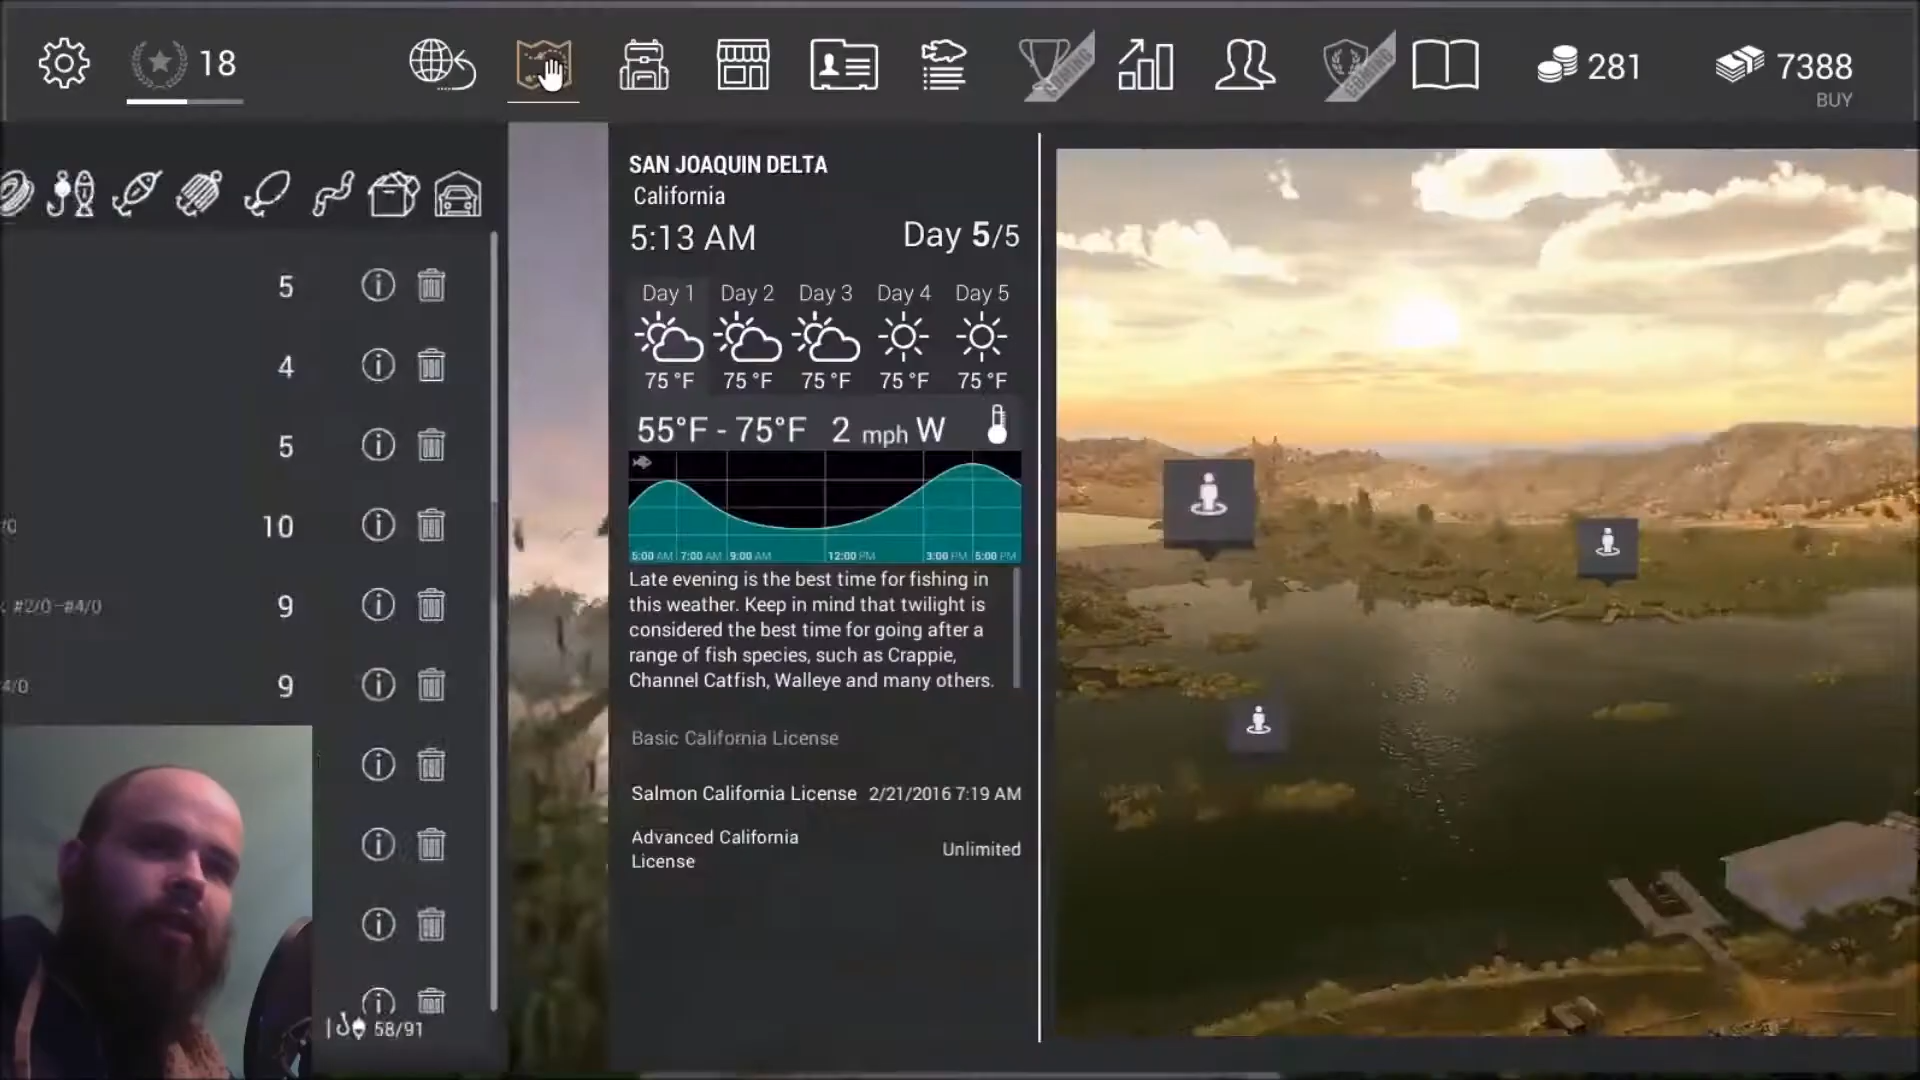 18
281
7388
BUY
5
4
5
10
#2/0-#4/0
9
4/0
9
58/91
SAN JOAQUIN DELTA
California
5:13 AM Day 5/5
Day 1 Day 2 Day 3 Day 4 Day 5
75 °F 75 °F 75 °F 75 °F 75 °F
55°F - 75°F 2 mph W
5:00 AM 7:00 AM 9:00 AM 12:00 PM 3:00 PM 5:00 PM
Late evening is the best time for fishing in
this weather. Keep in mind that twilight is
considered the best time for going after a
range of fish species, such as Crappie,
Channel Catfish, Walleye and many others.
Basic California License
Salmon California License 2/21/2016 7:19 AM
Advanced California
License
Unlimited